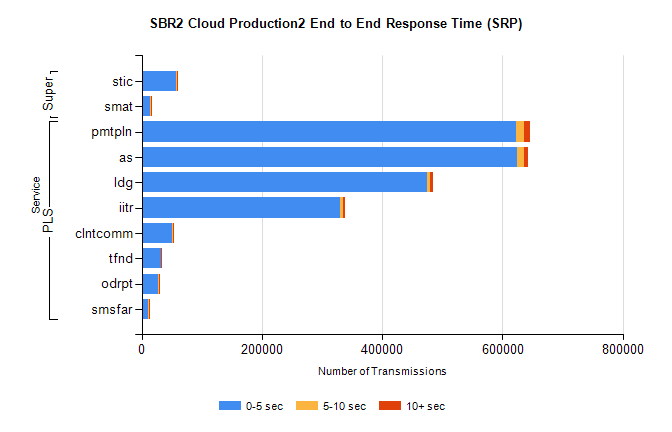 SBR2 Cloud Production2 End to End Response Time (SRP)
Super
stic
smat
Service
PLS
pmtpln
as
ldg
iitr
clntcomm
tfnd
odrpt
smsfar
0 200000 400000 600000 800000
Number of Transmissions
0-5 sec 5-10 sec 10+ sec